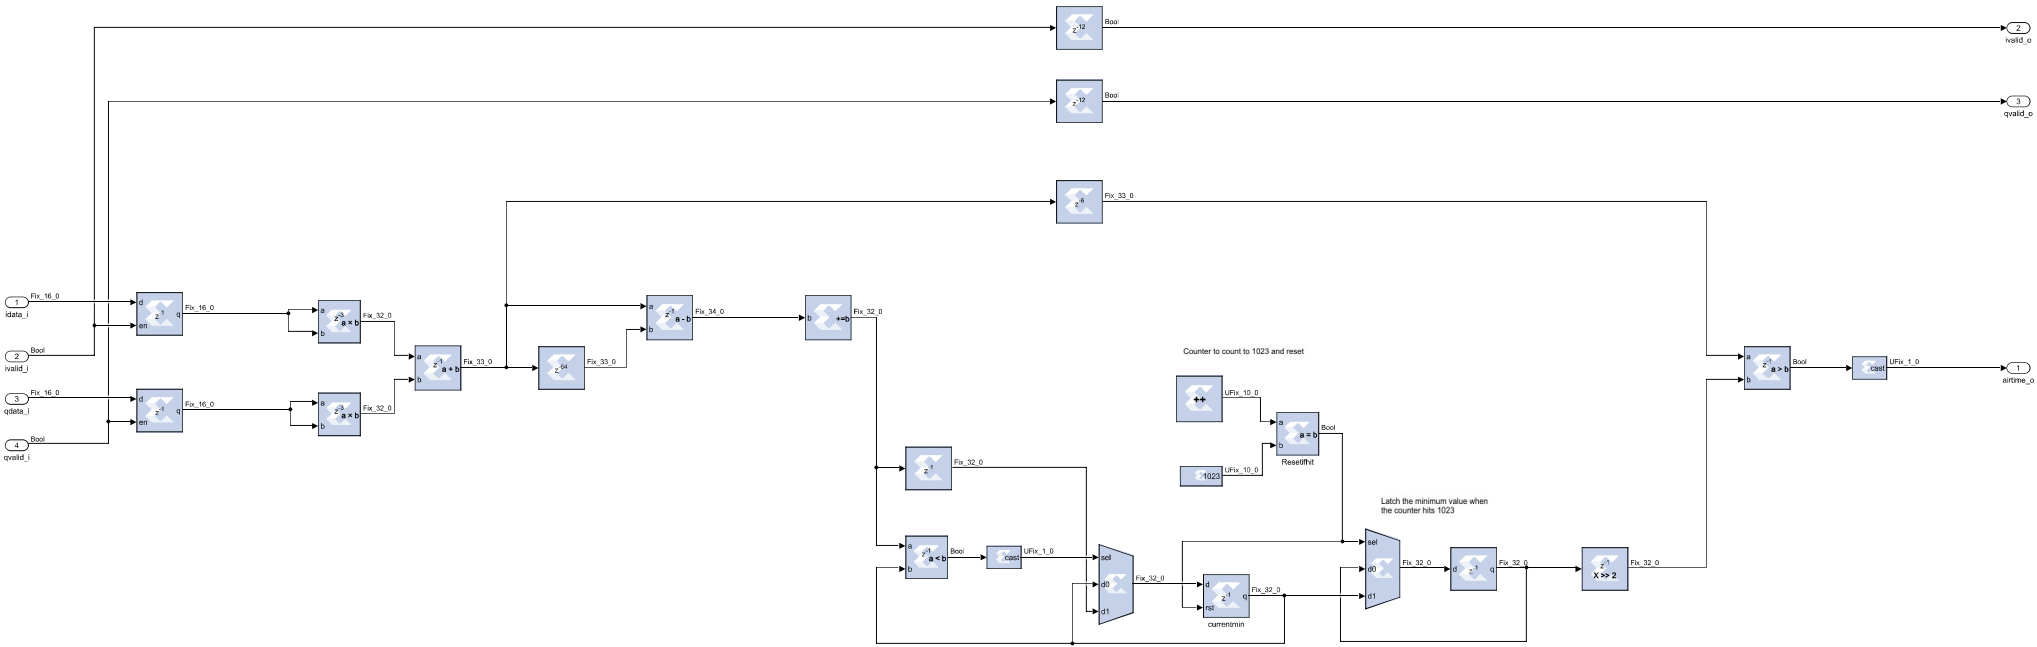 z-12
Bool
2
ivalid_o
z-12
Bool
3
qvalid_o
z-6
Fix_33_0
1
Fix_16_0
idata_i
d
en
z-1
q
Fix_16_0
a
b
z-3
a × b
Fix_32_0
2
Bool
ivalid_i
3
Fix_16_0
qdata_i
d
en
z-1
q
Fix_16_0
a
b
z-3
a × b
Fix_32_0
4
Bool
qvalid_i
a
b
z-1
a + b
Fix_33_0
z-64
Fix_33_0
a
b
z-1
a - b
Fix_34_0
b
+=b
Fix_32_0
z-1
Fix_32_0
a
b
z-1
a < b
Bool
cast
UFix_1_0
sel
d0
d1
Fix_32_0
d
rst
z-1
q
Fix_32_0
currentmin
Counter to count to 1023 and reset
++
UFix_10_0
1023
UFix_10_0
a
b
a = b
Bool
Resetifhit
Latch the minimum value when
the counter hits 1023
sel
d0
d1
Fix_32_0
d
z-1
q
Fix_32_0
z-1
X >> 2
Fix_32_0
a
b
z-1
a > b
Bool
cast
UFix_1_0
1
airtime_o